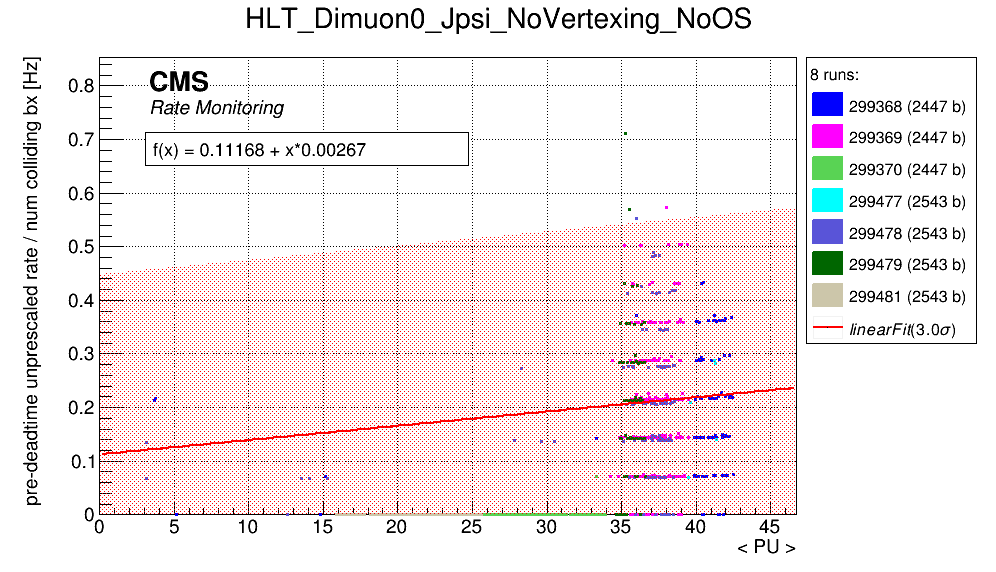 HLT_Dimuon0_Jpsi_NoVertexing_NoOS
pre-deadtime unprescaled rate / num colliding bx [Hz]
CMS
Rate Monitoring
f(x) = 0.11168 + x*0.00267
0.8
0.7
0.6
0.5
0.4
0.3
0.2
0.1
0
0 5 10 15 20 25 30 35 40 45
< PU >
8 runs:
299368 (2447 b)
299369 (2447 b)
299370 (2447 b)
299477 (2543 b)
299478 (2543 b)
299479 (2543 b)
299481 (2543 b)
linearFit(3.0σ)